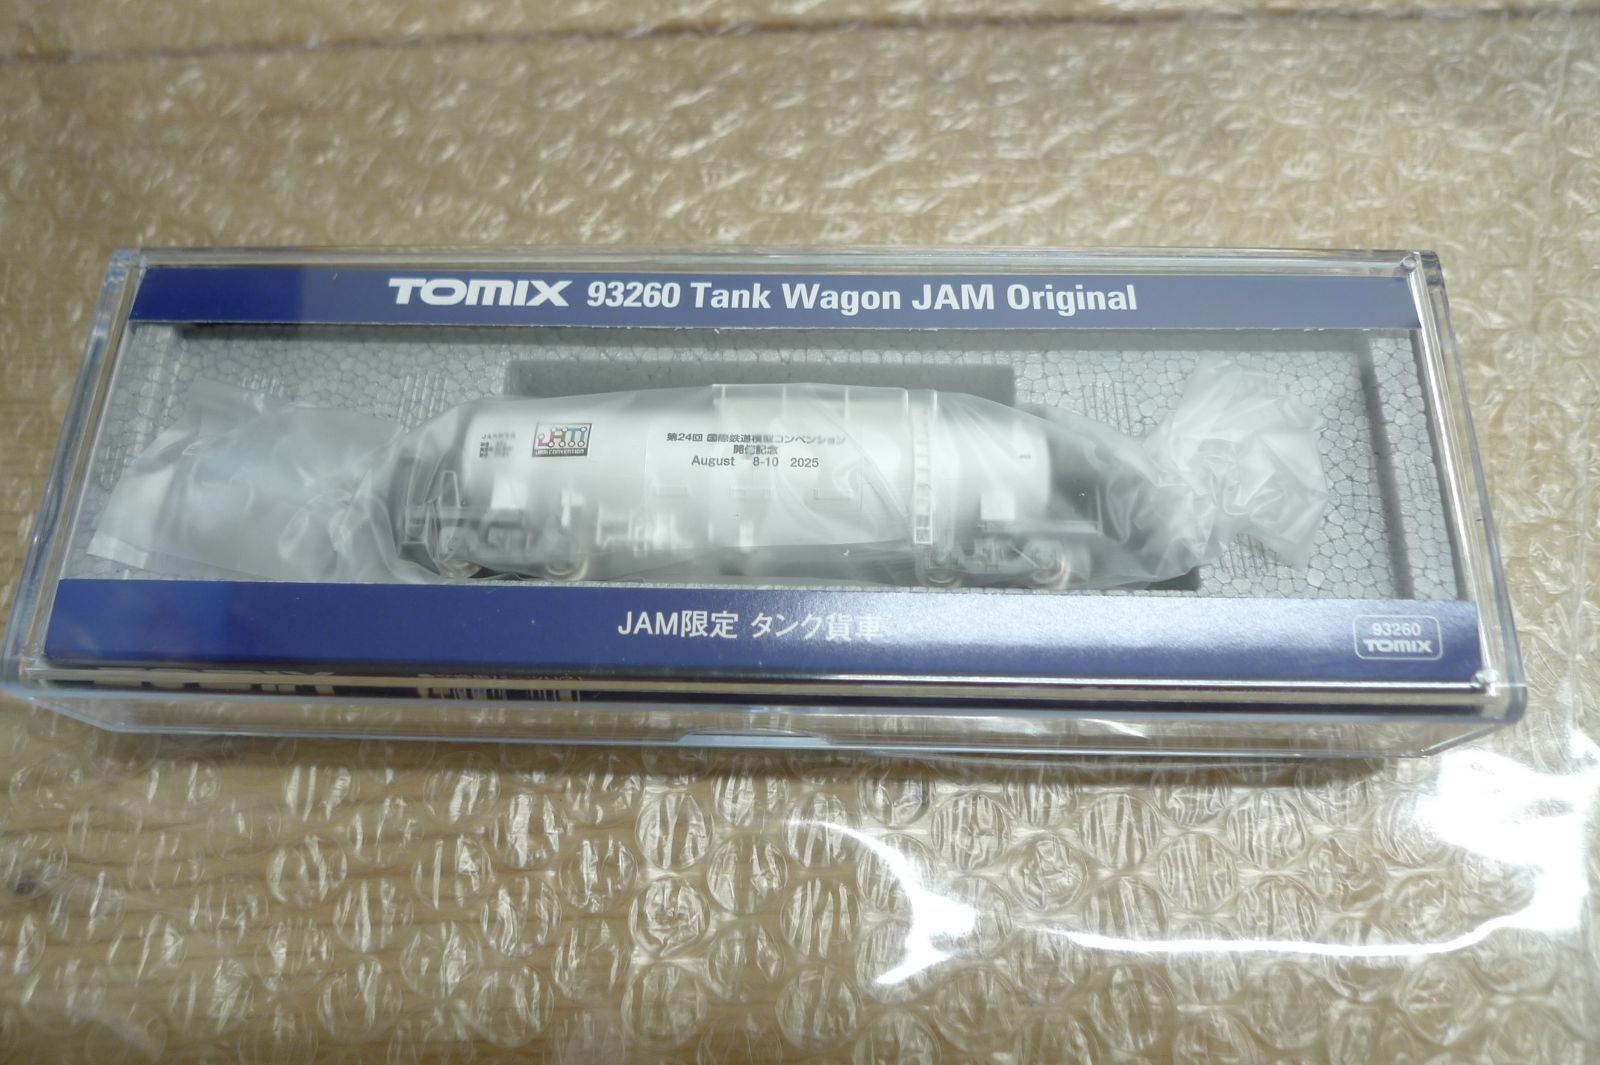 TOMIX 93260 Tank Wagon JAM Original
JAM CONVENTION
第24回 国際鉄道模型コンベンション
開催記念
August 8-10 2025
JAM限定 タンク貨車
93260
TOMIX